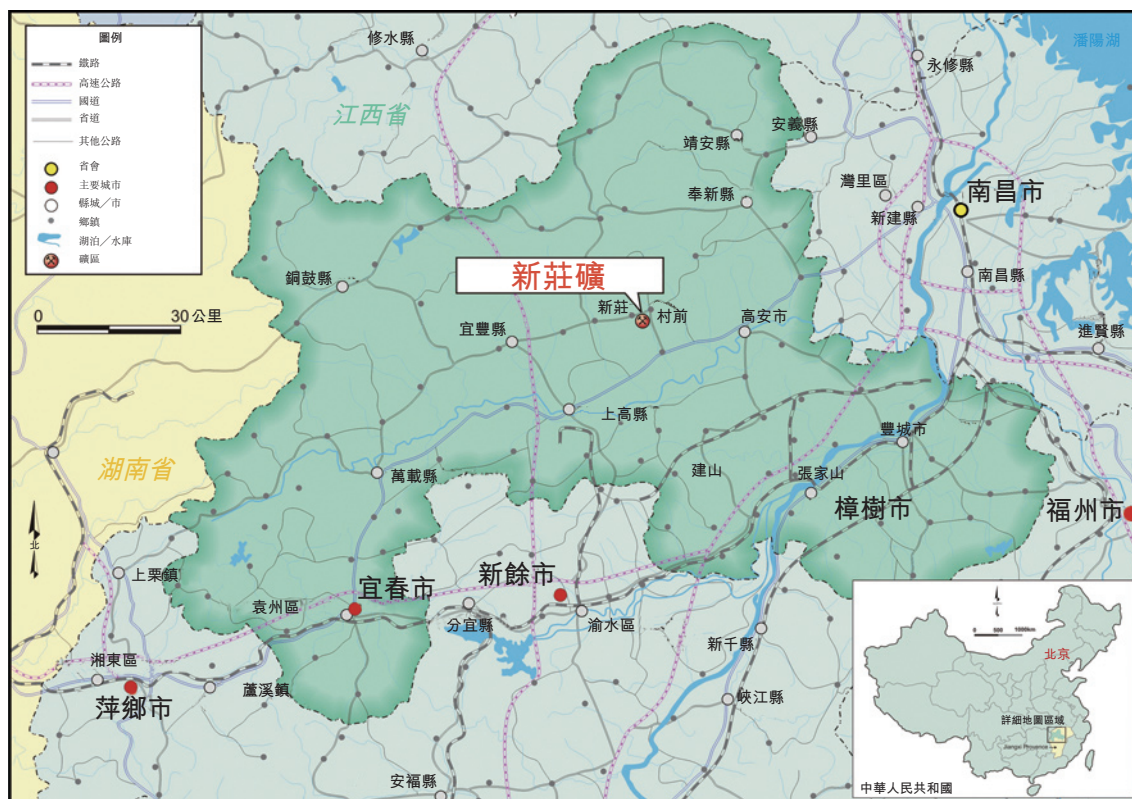 圖例
鐵路
高速公路
國道
省道
其他公路
省會
主要城市
縣城／市
鄉鎮
湖泊／水庫
礦區
0 30公里
北
修水縣
永修縣
潘陽湖
江西省
靖安縣
安義縣
灣里區
奉新縣
新建縣
南昌市
銅鼓縣
新莊礦
南昌縣
新莊
村前
高安市
宜豐縣
進賢縣
上高縣
豐城市
湖南省
萬載縣
建山
張家山
樟樹市
福州市
上栗鎮
宜春市
新餘市
袁州區
分宜縣
渝水區
新干縣
湘東區
蘆溪鎮
萍鄉市
峽江縣
安福縣
0 500 1000km
北京
詳細地圖區域
Jiangxi Province
中華人民共和國